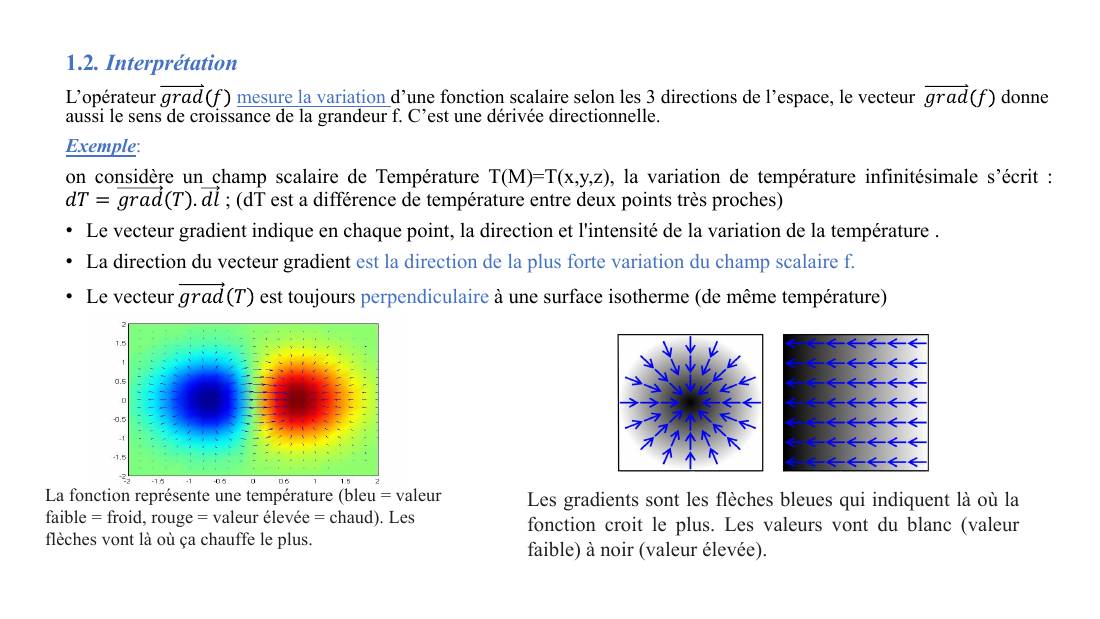 1.2. Interprétation
L’opérateur grad(f) mesure la variation d’une fonction scalaire selon les 3 directions de l’espace, le vecteur grad(f) donne
aussi le sens de croissance de la grandeur f. C’est une dérivée directionnelle.
Exemple:
on considère un champ scalaire de Température T(M)=T(x,y,z), la variation de température infinitésimale s’écrit :
dT = grad(T). dl ; (dT est a différence de température entre deux points très proches)
• Le vecteur gradient indique en chaque point, la direction et l'intensité de la variation de la température .
• La direction du vecteur gradient est la direction de la plus forte variation du champ scalaire f.
• Le vecteur grad(T) est toujours perpendiculaire à une surface isotherme (de même température)
2
1.5
1
0.5
0
-0.5
-1
-1.5
-2
-2 -1.5 -1 -0.5 0 0.5 1 1.5 2
La fonction représente une température (bleu = valeur
faible = froid, rouge = valeur élevée = chaud). Les
flèches vont là où ça chauffe le plus.
Les gradients sont les flèches bleues qui indiquent là où la
fonction croit le plus. Les valeurs vont du blanc (valeur
faible) à noir (valeur élevée).